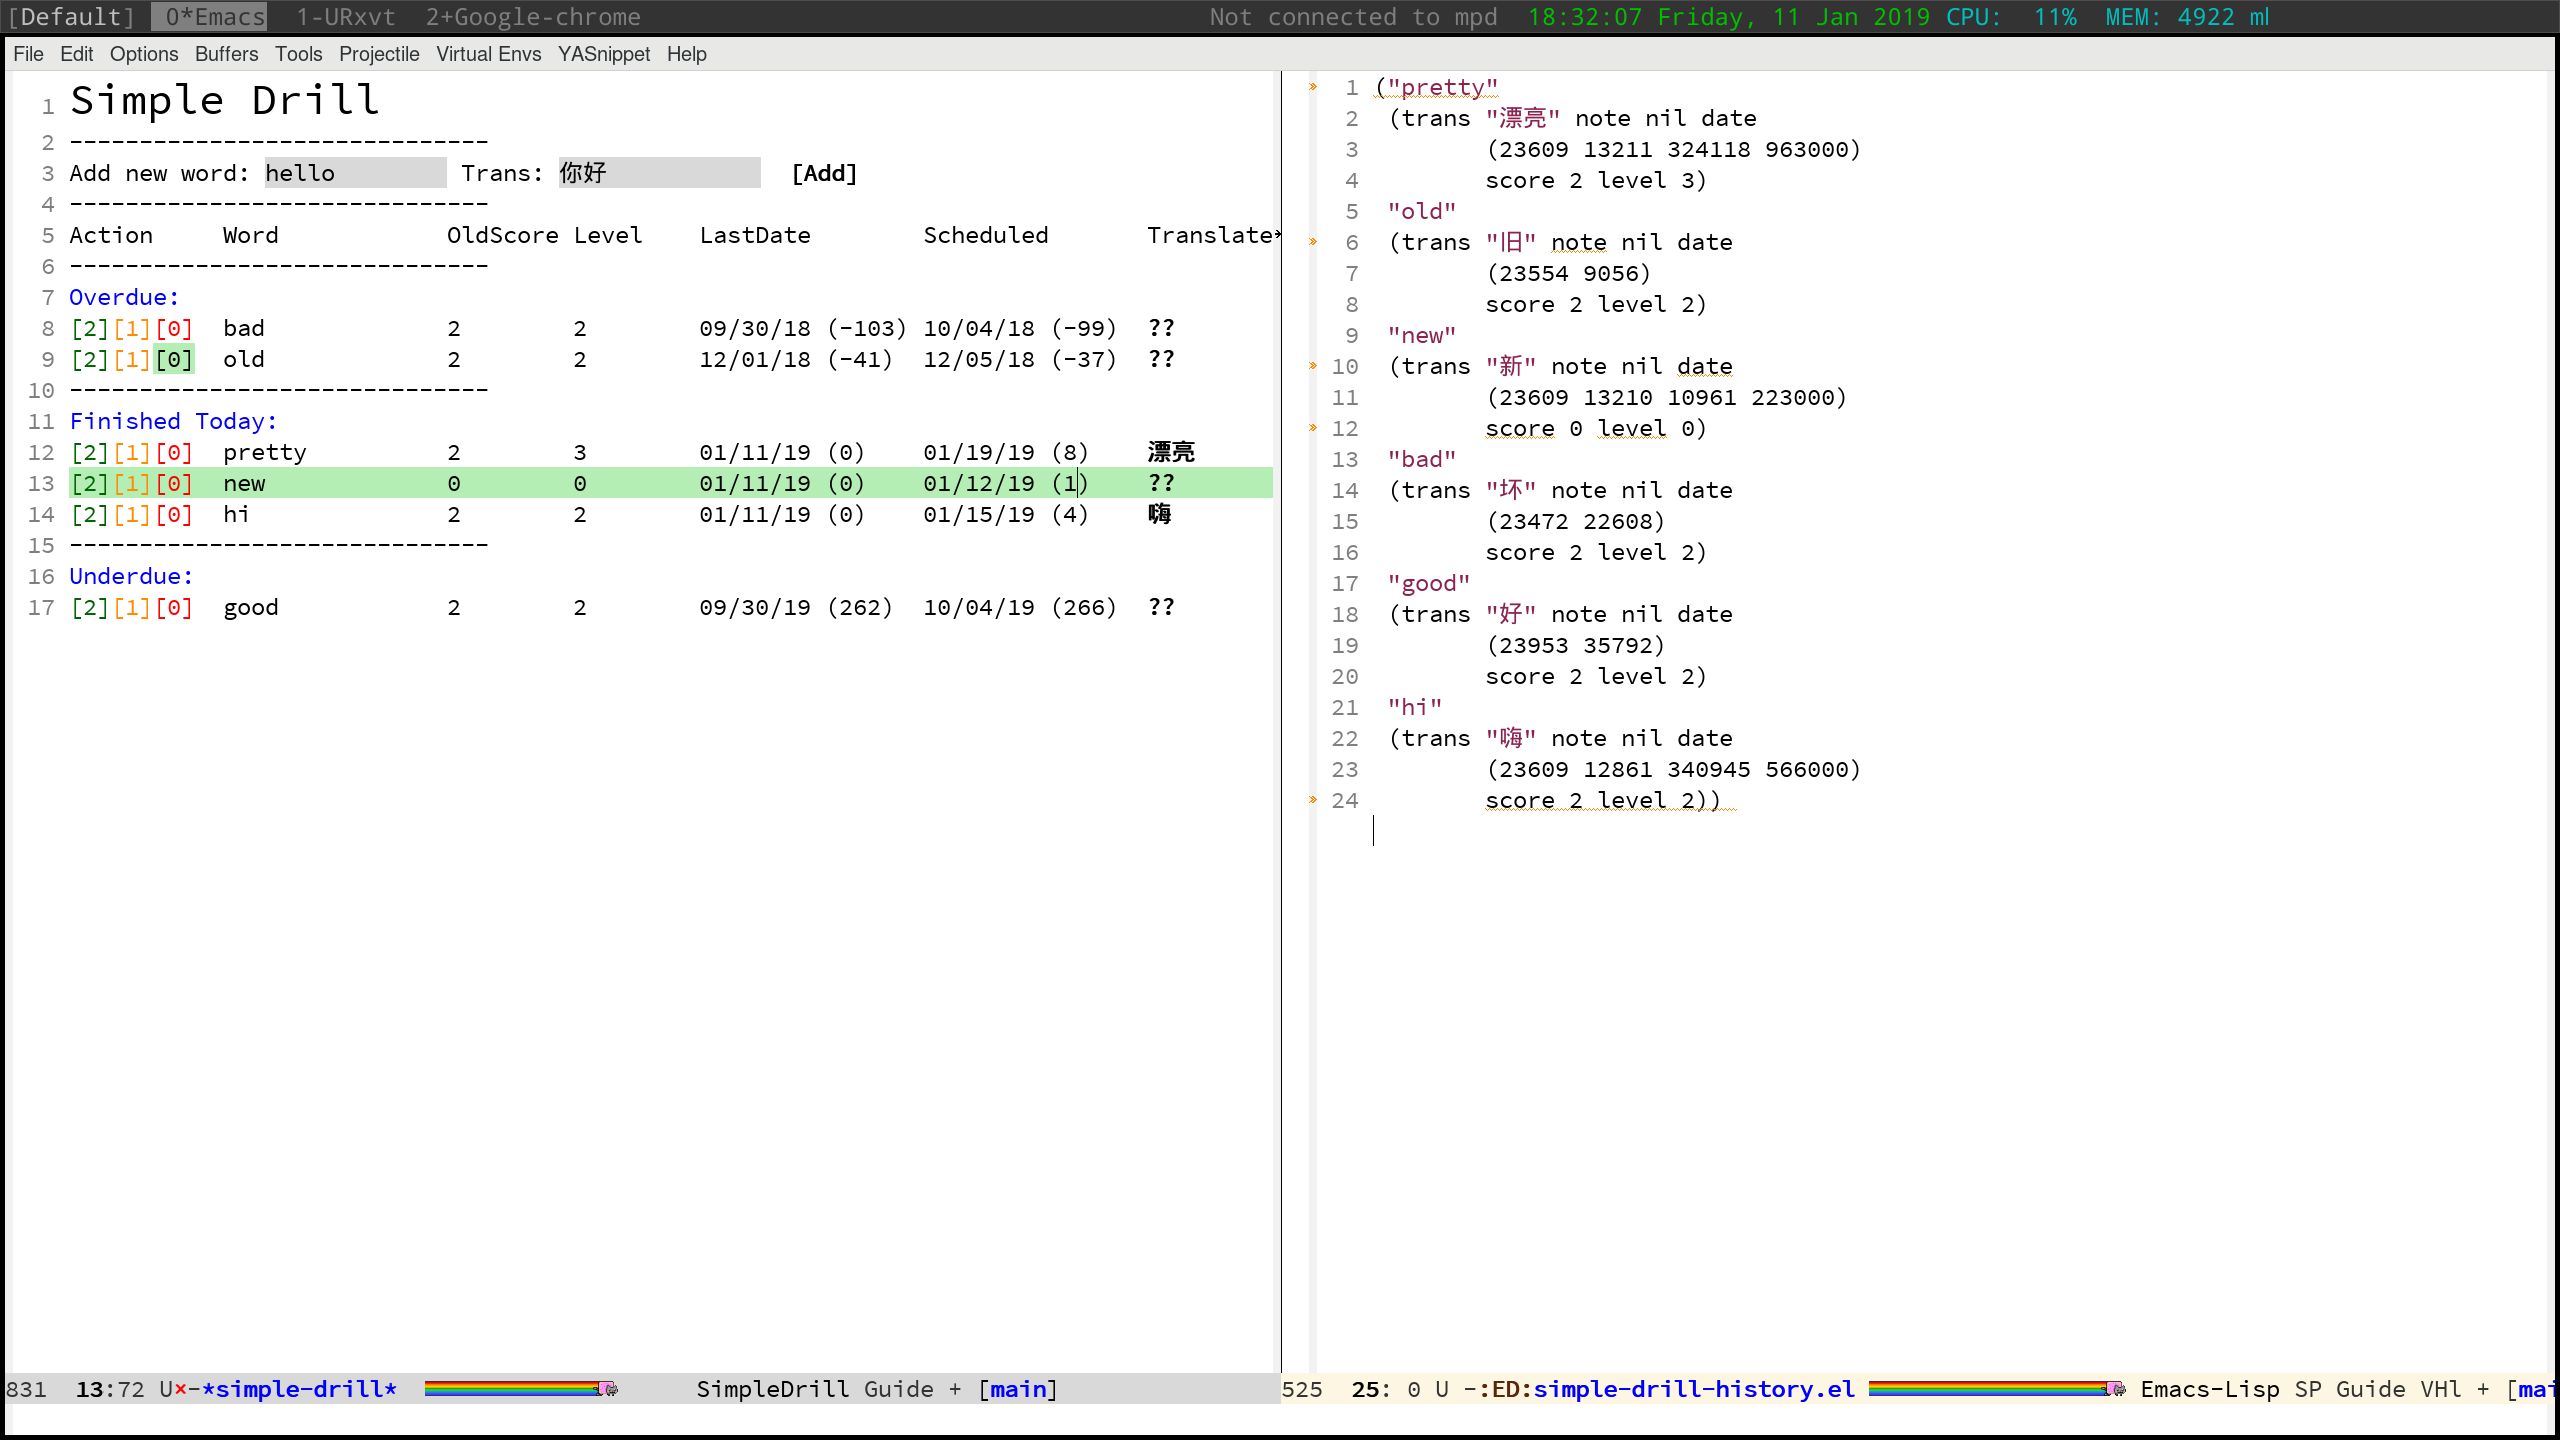 [Default]  0*Emacs  1-URxvt  2+Google-chrome  Not connected to mpd  18:32:07 Friday, 11 Jan 2019 CPU:  11%  MEM: 4922 ml
File Edit Options Buffers Tools Projectile Virtual Envs YASnippet Help
1 Simple Drill
2 ------------------------------
3 Add new word: hello Trans: 你好 [Add]
4 ------------------------------
5 Action Word OldScore Level LastDate Scheduled Translate
6 ------------------------------
7 Overdue:
8 [2][1][0] bad 2 2 09/30/18 (-103) 10/04/18 (-99) ??
9 [2][1][0] old 2 2 12/01/18 (-41) 12/05/18 (-37) ??
10 ------------------------------
11 Finished Today:
12 [2][1][0] pretty 2 3 01/11/19 (0) 01/19/19 (8) 漂亮
13 [2][1][0] new 0 0 01/11/19 (0) 01/12/19 (1) ??
14 [2][1][0] hi 2 2 01/11/19 (0) 01/15/19 (4) 嗨
15 ------------------------------
16 Underdue:
17 [2][1][0] good 2 2 09/30/19 (262) 10/04/19 (266) ??
831 13:72 U×-*simple-drill* SimpleDrill Guide + [main]
» 1 ("pretty"
2 (trans "漂亮" note nil date
3 (23609 13211 324118 963000)
4 score 2 level 3)
5 "old"
» 6 (trans "旧" note nil date
7 (23554 9056)
8 score 2 level 2)
9 "new"
» 10 (trans "新" note nil date
11 (23609 13210 10961 223000)
» 12 score 0 level 0)
13 "bad"
14 (trans "坏" note nil date
15 (23472 22608)
16 score 2 level 2)
17 "good"
18 (trans "好" note nil date
19 (23953 35792)
20 score 2 level 2)
21 "hi"
22 (trans "嗨" note nil date
23 (23609 12861 340945 566000)
» 24 score 2 level 2))
525 25: 0 U -:ED:simple-drill-history.el Emacs-Lisp SP Guide VHl + [mai